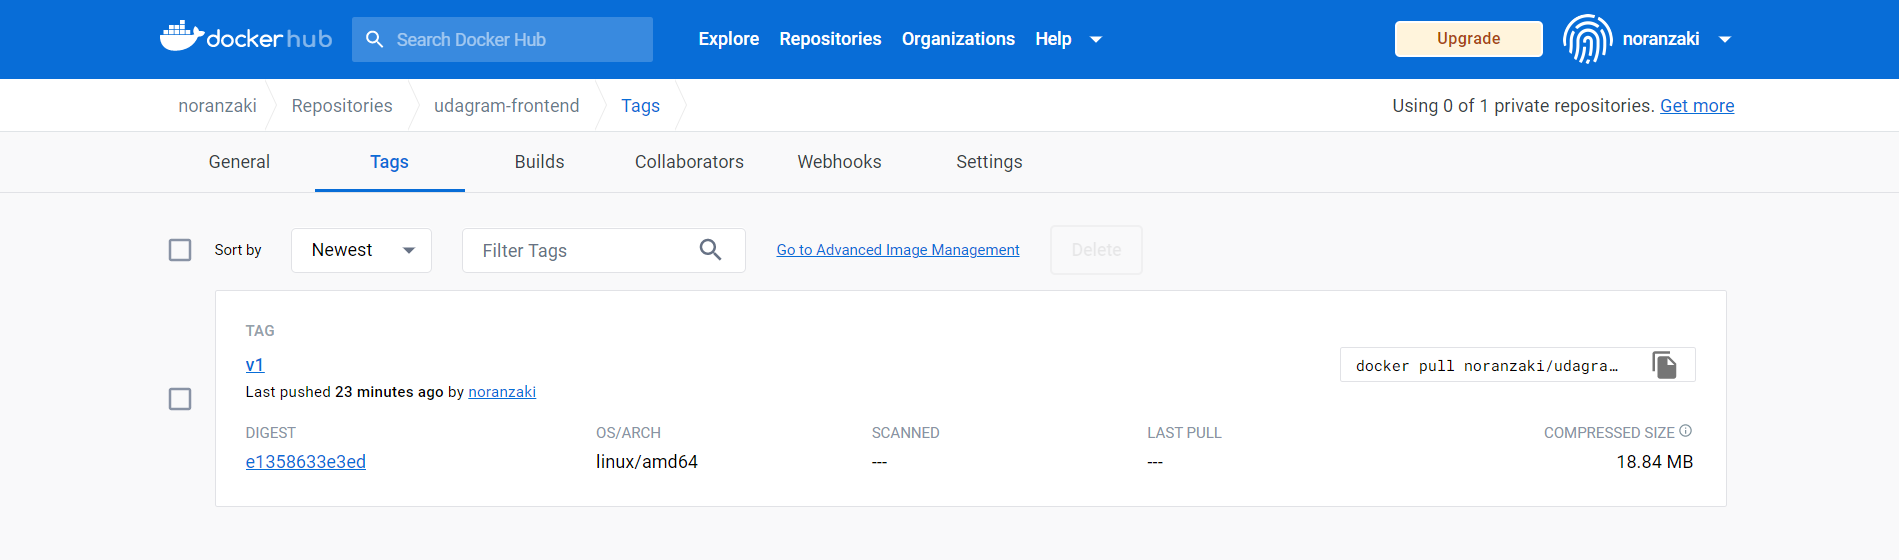 docker hub Search Docker Hub Explore Repositories Organizations Help Upgrade noranzaki
noranzaki Repositories udagram-frontend Tags Using 0 of 1 private repositories. Get more
General Tags Builds Collaborators Webhooks Settings
Sort by Newest Filter Tags Go to Advanced Image Management Delete
TAG
v1 docker pull noranzaki/udagra…
Last pushed 23 minutes ago by noranzaki
DIGEST OS/ARCH SCANNED LAST PULL COMPRESSED SIZE
e1358633e3ed linux/amd64 --- --- 18.84 MB